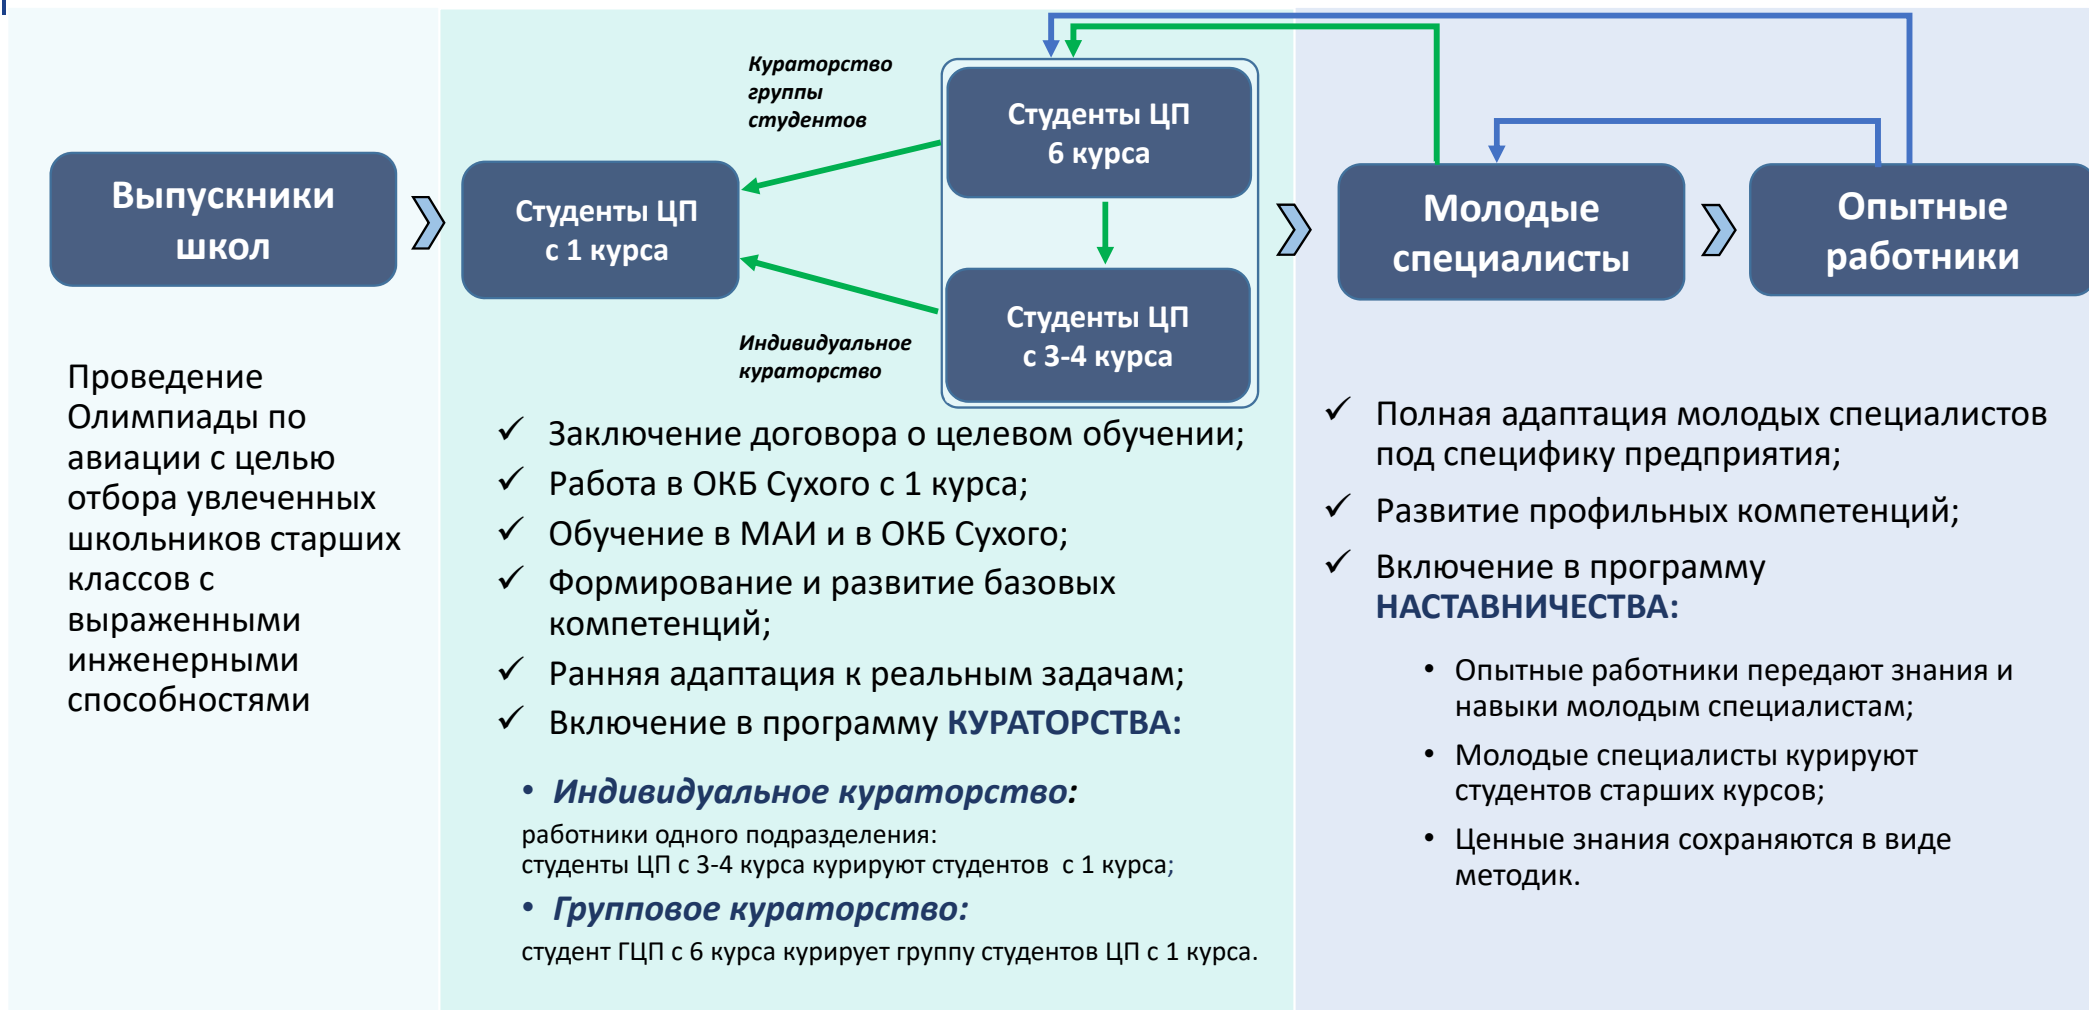 Выпускники
школ
Проведение
Олимпиады по
авиации с целью
отбора увлеченных
школьников старших
классов с
выраженными
инженерными
способностями
Кураторство
группы
студентов
Студенты ЦП
6 курса
Студенты ЦП
с 1 курса
Студенты ЦП
с 3-4 курса
Индивидуальное
кураторство
✓ Заключение договора о целевом обучении;
✓ Работа в ОКБ Сухого с 1 курса;
✓ Обучение в МАИ и в ОКБ Сухого;
✓ Формирование и развитие базовых
компетенций;
✓ Ранняя адаптация к реальным задачам;
✓ Включение в программу КУРАТОРСТВА:
• Индивидуальное кураторство:
работники одного подразделения:
студенты ЦП с 3-4 курса курируют студентов с 1 курса;
• Групповое кураторство:
студент ГЦП с 6 курса курирует группу студентов ЦП с 1 курса.
Молодые
специалисты
Опытные
работники
✓ Полная адаптация молодых специалистов
под специфику предприятия;
✓ Развитие профильных компетенций;
✓ Включение в программу
НАСТАВНИЧЕСТВА:
• Опытные работники передают знания и
навыки молодым специалистам;
• Молодые специалисты курируют
студентов старших курсов;
• Ценные знания сохраняются в виде
методик.